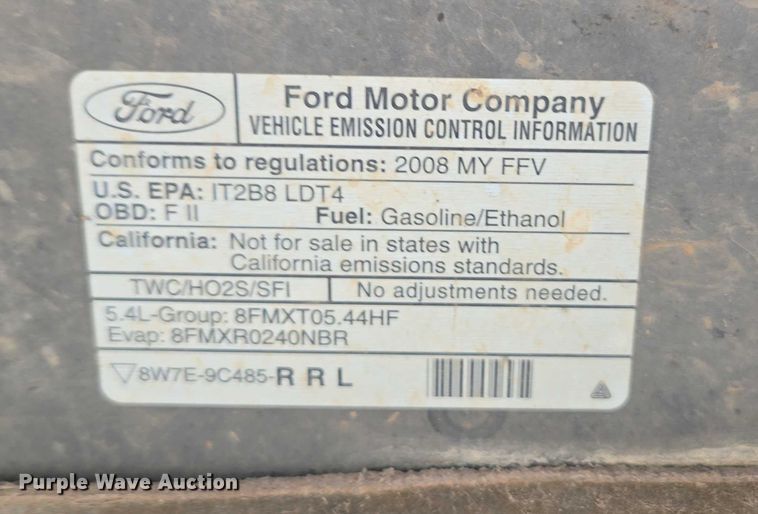 Ford
Ford Motor Company
VEHICLE EMISSION CONTROL INFORMATION
Conforms to regulations: 2008 MY FFV
U.S. EPA: IT2B8 LDT4
OBD: F II Fuel: Gasoline/Ethanol
California: Not for sale in states with
California emissions standards.
TWC/HO2S/SFI No adjustments needed.
5.4L-Group: 8FMXT05.44HF
Evap: 8FMXR0240NBR
8W7E-9C485-R R L
Purple Wave Auction